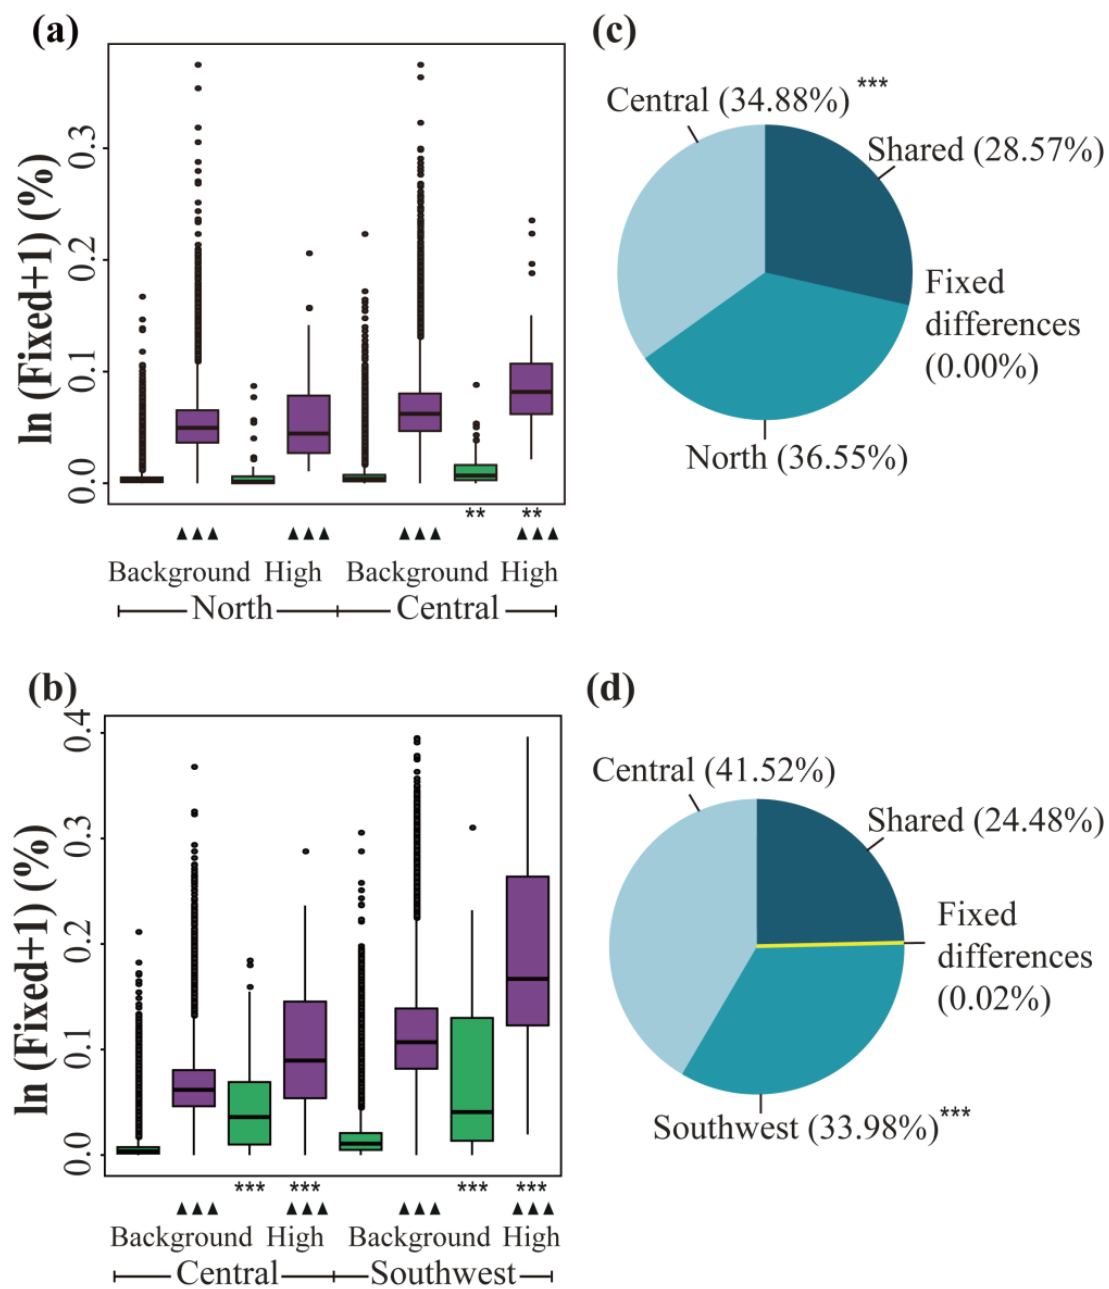 (a)
ln (Fixed+1) (%)
0.3
0.2
0.1
0.0
** **
▲▲▲ ▲▲▲ ▲▲▲ ▲▲▲
Background High Background High
North Central
(c)
Central (34.88%) ***
Shared (28.57%)
Fixed
differences
(0.00%)
North (36.55%)
(b)
ln (Fixed+1) (%)
0.4
0.3
0.2
0.1
0.0
*** *** *** ***
▲▲▲ ▲▲▲ ▲▲▲ ▲▲▲
Background High Background High
Central Southwest
(d)
Central (41.52%)
Shared (24.48%)
Fixed
differences
(0.02%)
Southwest (33.98%)***